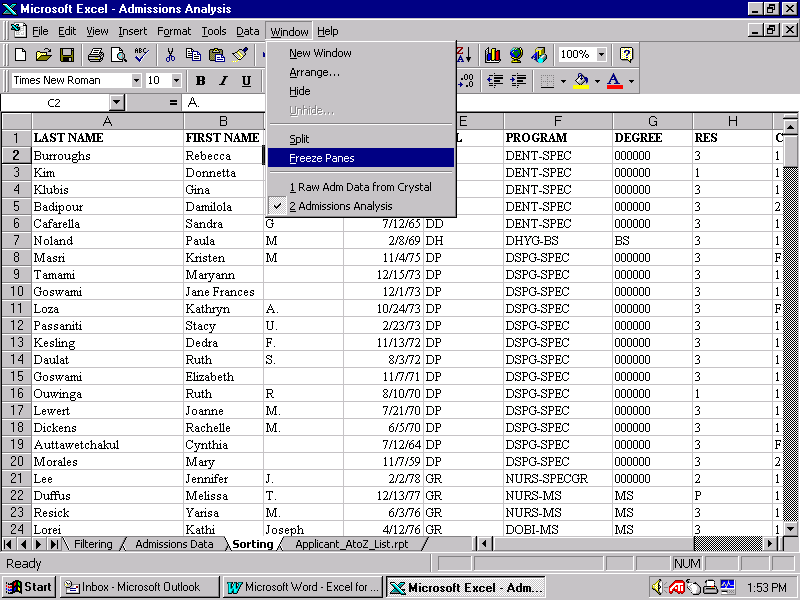 Microsoft Excel - Admissions Analysis
File Edit View Insert Format Tools Data Window Help
100%
Times New Roman 10 B I U
C2 = A.
New Window
Arrange...
Hide
Unhide...
Split
Freeze Panes
1 Raw Adm Data from Crystal
2 Admissions Analysis
A B E F G H
1 LAST NAME FIRST NAME L PROGRAM DEGREE RES C
2 Burroughs Rebecca DENT-SPEC 000000 3 1
3 Kim Donnetta DENT-SPEC 000000 1 1
4 Klubis Gina DENT-SPEC 000000 3 1
5 Badipour Damilola DENT-SPEC 000000 3 2
6 Cafarella Sandra G 7/12/65 DD DENT-SPEC 000000 3 1
7 Noland Paula M 2/8/69 DH DHYG-BS BS 3 1
8 Masri Kristen M 11/4/75 DP DSPG-SPEC 000000 3 F
9 Tamami Maryann 12/15/73 DP DSPG-SPEC 000000 3 1
10 Goswami Jane Frances 12/1/73 DP DSPG-SPEC 000000 3 1
11 Loza Kathryn A. 10/24/73 DP DSPG-SPEC 000000 3 F
12 Passaniti Stacy U. 2/23/73 DP DSPG-SPEC 000000 3 1
13 Kesling Dedra F. 11/13/72 DP DSPG-SPEC 000000 3 1
14 Daulat Ruth S. 8/3/72 DP DSPG-SPEC 000000 3 1
15 Goswami Elizabeth 11/7/71 DP DSPG-SPEC 000000 3 1
16 Ouwinga Ruth R 8/10/70 DP DSPG-SPEC 000000 1 1
17 Lewert Joanne M. 7/21/70 DP DSPG-SPEC 000000 3 1
18 Dickens Rachelle M. 6/5/70 DP DSPG-SPEC 000000 3 1
19 Auttawetchakul Cynthia 7/12/64 DP DSPG-SPEC 000000 3 F
20 Morales Mary 11/7/59 DP DSPG-SPEC 000000 3 2
21 Lee Jennifer J. 2/2/78 GR NURS-SPECGR 000000 2 1
22 Duffus Melissa T. 12/13/77 GR NURS-MS MS P 1
23 Resick Yarisa M. 6/3/76 GR NURS-MS MS 3 1
24 Lorei Kathi Joseph 4/12/76 GR DOBI-MS MS 3 1
Filtering Admissions Data Sorting Applicant_AtoZ_List.rpt
Ready NUM
Start Inbox - Microsoft Outlook Microsoft Word - Excel for ... Microsoft Excel - Adm... 1:53 PM